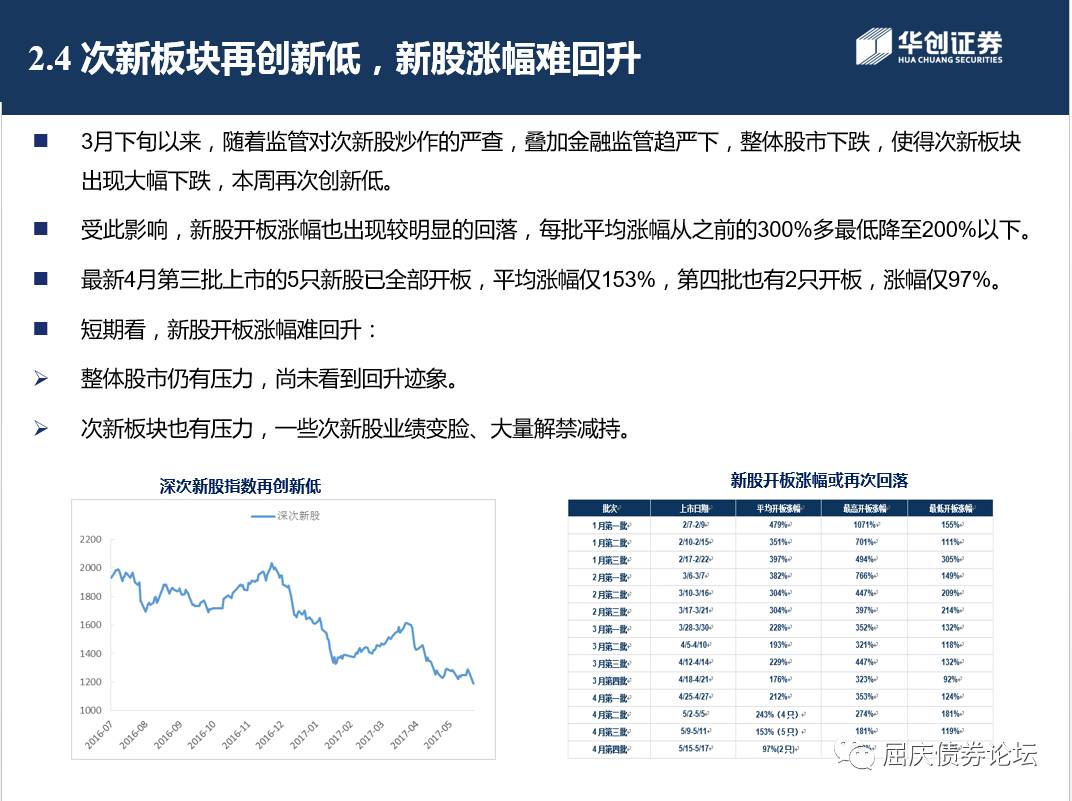 2.4 次新板块再创新低，新股涨幅难回升
华创证券
HUA CHUANG SECURITIES
■ 3月下旬以来，随着监管对次新股炒作的严查，叠加金融监管趋严下，整体股市下跌，使得次新板块
出现大幅下跌，本周再次创新低。
■ 受此影响，新股开板涨幅也出现较明显的回落，每批平均涨幅从之前的300%多最低降至200%以下。
■ 最新4月第三批上市的5只新股已全部开板，平均涨幅仅153%，第四批也有2只开板，涨幅仅97%。
■ 短期看，新股开板涨幅难回升：
➢ 整体股市仍有压力，尚未看到回升迹象。
➢ 次新板块也有压力，一些次新股业绩变脸、大量解禁减持。
深次新股指数再创新低
深次新股
2200
2000
1800
1600
1400
1200
1000
2016-07 2016-08 2016-09 2016-10 2016-11 2016-12 2017-01 2017-02 2017-03 2017-04 2017-05
新股开板涨幅或再次回落
批次 上市日期 平均开板涨幅 最高开板涨幅 最低开板涨幅
1月第一批 2/7-2/9 479% 1071% 155%
1月第二批 2/10-2/15 351% 701% 111%
1月第三批 2/17-2/22 397% 494% 305%
2月第一批 3/6-3/7 382% 766% 149%
2月第二批 3/10-3/16 304% 447% 209%
2月第三批 3/17-3/21 304% 397% 214%
3月第一批 3/28-3/30 228% 352% 132%
3月第二批 4/5-4/10 193% 321% 118%
3月第三批 4/12-4/14 229% 447% 132%
3月第四批 4/18-4/21 176% 323% 92%
4月第一批 4/25-4/27 212% 353% 124%
4月第二批 5/2-5/5 243%（4只） 274% 181%
4月第三批 5/9-5/11 153%（5只） 181% 119%
4月第四批 5/15-5/17 97%(2只)
屈庆债券论坛